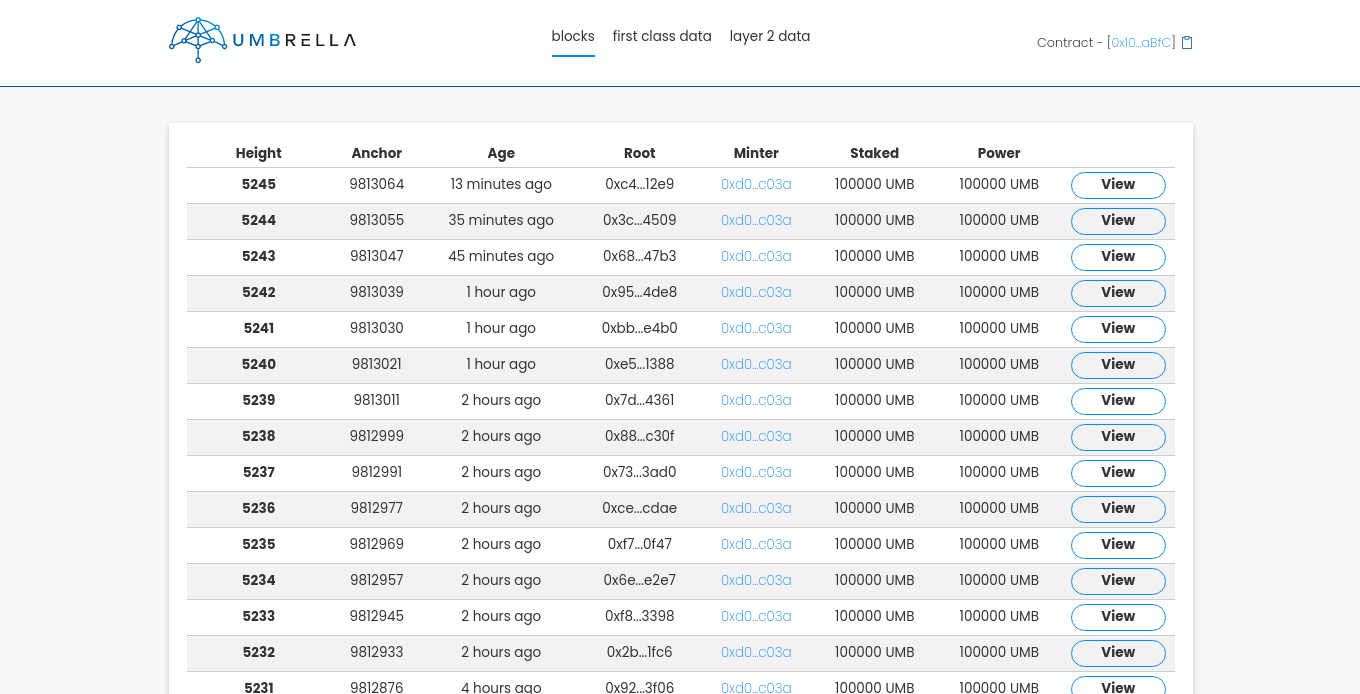 UMBRELLA blocks first class data layer 2 data Contract - [0x10...aBfC]
Height Anchor Age Root Minter Staked Power
5245 9813064 13 minutes ago 0xc4...12e9 0xd0...c03a 100000 UMB 100000 UMB View
5244 9813055 35 minutes ago 0x3c...4509 0xd0...c03a 100000 UMB 100000 UMB View
5243 9813047 45 minutes ago 0x68...47b3 0xd0...c03a 100000 UMB 100000 UMB View
5242 9813039 1 hour ago 0x95...4de8 0xd0...c03a 100000 UMB 100000 UMB View
5241 9813030 1 hour ago 0xbb...e4b0 0xd0...c03a 100000 UMB 100000 UMB View
5240 9813021 1 hour ago 0xe5...1388 0xd0...c03a 100000 UMB 100000 UMB View
5239 9813011 2 hours ago 0x7d...4361 0xd0...c03a 100000 UMB 100000 UMB View
5238 9812999 2 hours ago 0x88...c30f 0xd0...c03a 100000 UMB 100000 UMB View
5237 9812991 2 hours ago 0x73...3ad0 0xd0...c03a 100000 UMB 100000 UMB View
5236 9812977 2 hours ago 0xce...cdae 0xd0...c03a 100000 UMB 100000 UMB View
5235 9812969 2 hours ago 0xf7...0f47 0xd0...c03a 100000 UMB 100000 UMB View
5234 9812957 2 hours ago 0x6e...e2e7 0xd0...c03a 100000 UMB 100000 UMB View
5233 9812945 2 hours ago 0xf8...3398 0xd0...c03a 100000 UMB 100000 UMB View
5232 9812933 2 hours ago 0x2b...1fc6 0xd0...c03a 100000 UMB 100000 UMB View
5231 9812876 4 hours ago 0x92...3f06 0xd0...c03a 100000 UMB 100000 UMB View